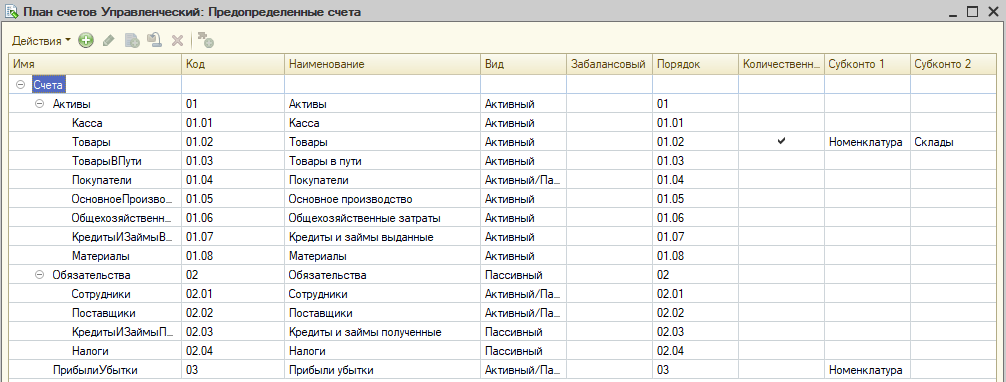 План счетов Управленческий: Предопределенные счета
Действия
Имя Код Наименование Вид Забалансовый Порядок Количественн... Субконто 1 Субконто 2
Счета
Активы 01 Активы Активный 01
Касса 01.01 Касса Активный 01.01
Товары 01.02 Товары Активный 01.02 Номенклатура Склады
ТоварыВПути 01.03 Товары в пути Активный 01.03
Покупатели 01.04 Покупатели Активный/Па... 01.04
ОсновноеПроизво... 01.05 Основное производство Активный 01.05
Общехозяйственн... 01.06 Общехозяйственные затраты Активный 01.06
КредитыИЗаймыВ... 01.07 Кредиты и займы выданные Активный 01.07
Материалы 01.08 Материалы Активный 01.08
Обязательства 02 Обязательства Пассивный 02
Сотрудники 02.01 Сотрудники Активный/Па... 02.01
Поставщики 02.02 Поставщики Активный/Па... 02.02
КредитыИЗаймыП... 02.03 Кредиты и займы полученные Пассивный 02.03
Налоги 02.04 Налоги Пассивный 02.04
ПрибылиУбытки 03 Прибыли убытки Активный/Па... 03 Номенклатура